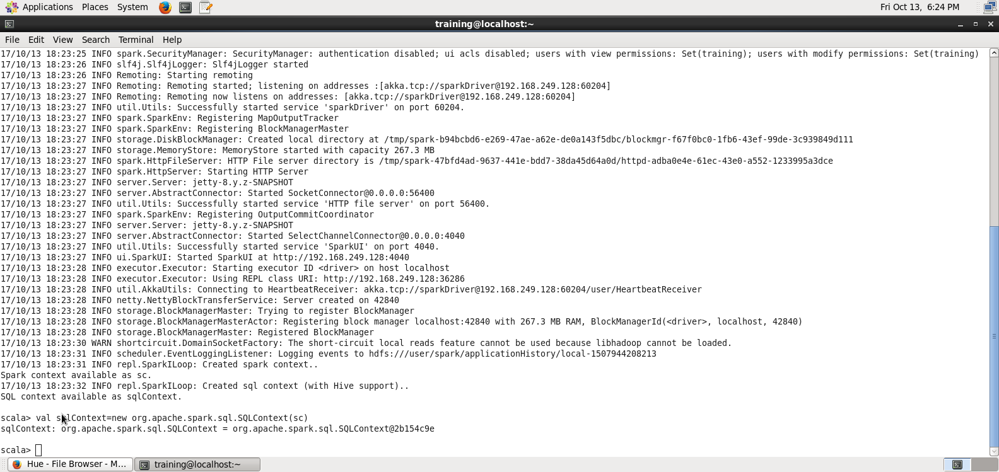 Applications Places System Fri Oct 13, 6:24 PM
training@localhost:~
File Edit View Search Terminal Help
17/10/13 18:23:25 INFO spark.SecurityManager: SecurityManager: authentication disabled; ui acls disabled; users with view permissions: Set(training); users with modify permissions: Set(training)
17/10/13 18:23:26 INFO slf4j.Slf4jLogger: Slf4jLogger started
17/10/13 18:23:26 INFO Remoting: Starting remoting
17/10/13 18:23:27 INFO Remoting: Remoting started; listening on addresses :[akka.tcp://sparkDriver@192.168.249.128:60204]
17/10/13 18:23:27 INFO Remoting: Remoting now listens on addresses: [akka.tcp://sparkDriver@192.168.249.128:60204]
17/10/13 18:23:27 INFO util.Utils: Successfully started service 'sparkDriver' on port 60204.
17/10/13 18:23:27 INFO spark.SparkEnv: Registering MapOutputTracker
17/10/13 18:23:27 INFO spark.SparkEnv: Registering BlockManagerMaster
17/10/13 18:23:27 INFO storage.DiskBlockManager: Created local directory at /tmp/spark-b94bcbd6-e269-47ae-a62e-de0a143f5dbc/blockmgr-f67f0bc0-1fb6-43ef-99de-3c939849d111
17/10/13 18:23:27 INFO storage.MemoryStore: MemoryStore started with capacity 267.3 MB
17/10/13 18:23:27 INFO spark.HttpFileServer: HTTP File server directory is /tmp/spark-47bfd4ad-9637-441e-bdd7-38da45d64a0d/httpd-adba0e4e-61ec-43e0-a552-1233995a3dce
17/10/13 18:23:27 INFO spark.HttpServer: Starting HTTP Server
17/10/13 18:23:27 INFO server.Server: jetty-8.y.z-SNAPSHOT
17/10/13 18:23:27 INFO server.AbstractConnector: Started SocketConnector@0.0.0.0:56400
17/10/13 18:23:27 INFO util.Utils: Successfully started service 'HTTP file server' on port 56400.
17/10/13 18:23:27 INFO spark.SparkEnv: Registering OutputCommitCoordinator
17/10/13 18:23:27 INFO server.Server: jetty-8.y.z-SNAPSHOT
17/10/13 18:23:27 INFO server.AbstractConnector: Started SelectChannelConnector@0.0.0.0:4040
17/10/13 18:23:27 INFO util.Utils: Successfully started service 'SparkUI' on port 4040.
17/10/13 18:23:27 INFO ui.SparkUI: Started SparkUI at http://192.168.249.128:4040
17/10/13 18:23:28 INFO executor.Executor: Starting executor ID <driver> on host localhost
17/10/13 18:23:28 INFO executor.Executor: Using REPL class URI: http://192.168.249.128:36286
17/10/13 18:23:28 INFO util.AkkaUtils: Connecting to HeartbeatReceiver: akka.tcp://sparkDriver@192.168.249.128:60204/user/HeartbeatReceiver
17/10/13 18:23:28 INFO netty.NettyBlockTransferService: Server created on 42840
17/10/13 18:23:28 INFO storage.BlockManagerMaster: Trying to register BlockManager
17/10/13 18:23:28 INFO storage.BlockManagerMasterActor: Registering block manager localhost:42840 with 267.3 MB RAM, BlockManagerId(<driver>, localhost, 42840)
17/10/13 18:23:28 INFO storage.BlockManagerMaster: Registered BlockManager
17/10/13 18:23:30 WARN shortcircuit.DomainSocketFactory: The short-circuit local reads feature cannot be used because libhadoop cannot be loaded.
17/10/13 18:23:31 INFO scheduler.EventLoggingListener: Logging events to hdfs:///user/spark/applicationHistory/local-1507944208213
17/10/13 18:23:31 INFO repl.SparkILoop: Created spark context..
Spark context available as sc.
17/10/13 18:23:32 INFO repl.SparkILoop: Created sql context (with Hive support)..
SQL context available as sqlContext.
scala> val sqlContext=new org.apache.spark.sql.SQLContext(sc)
sqlContext: org.apache.spark.sql.SQLContext = org.apache.spark.sql.SQLContext@2b154c9e
scala>
Hue - File Browser - M... training@localhost:~